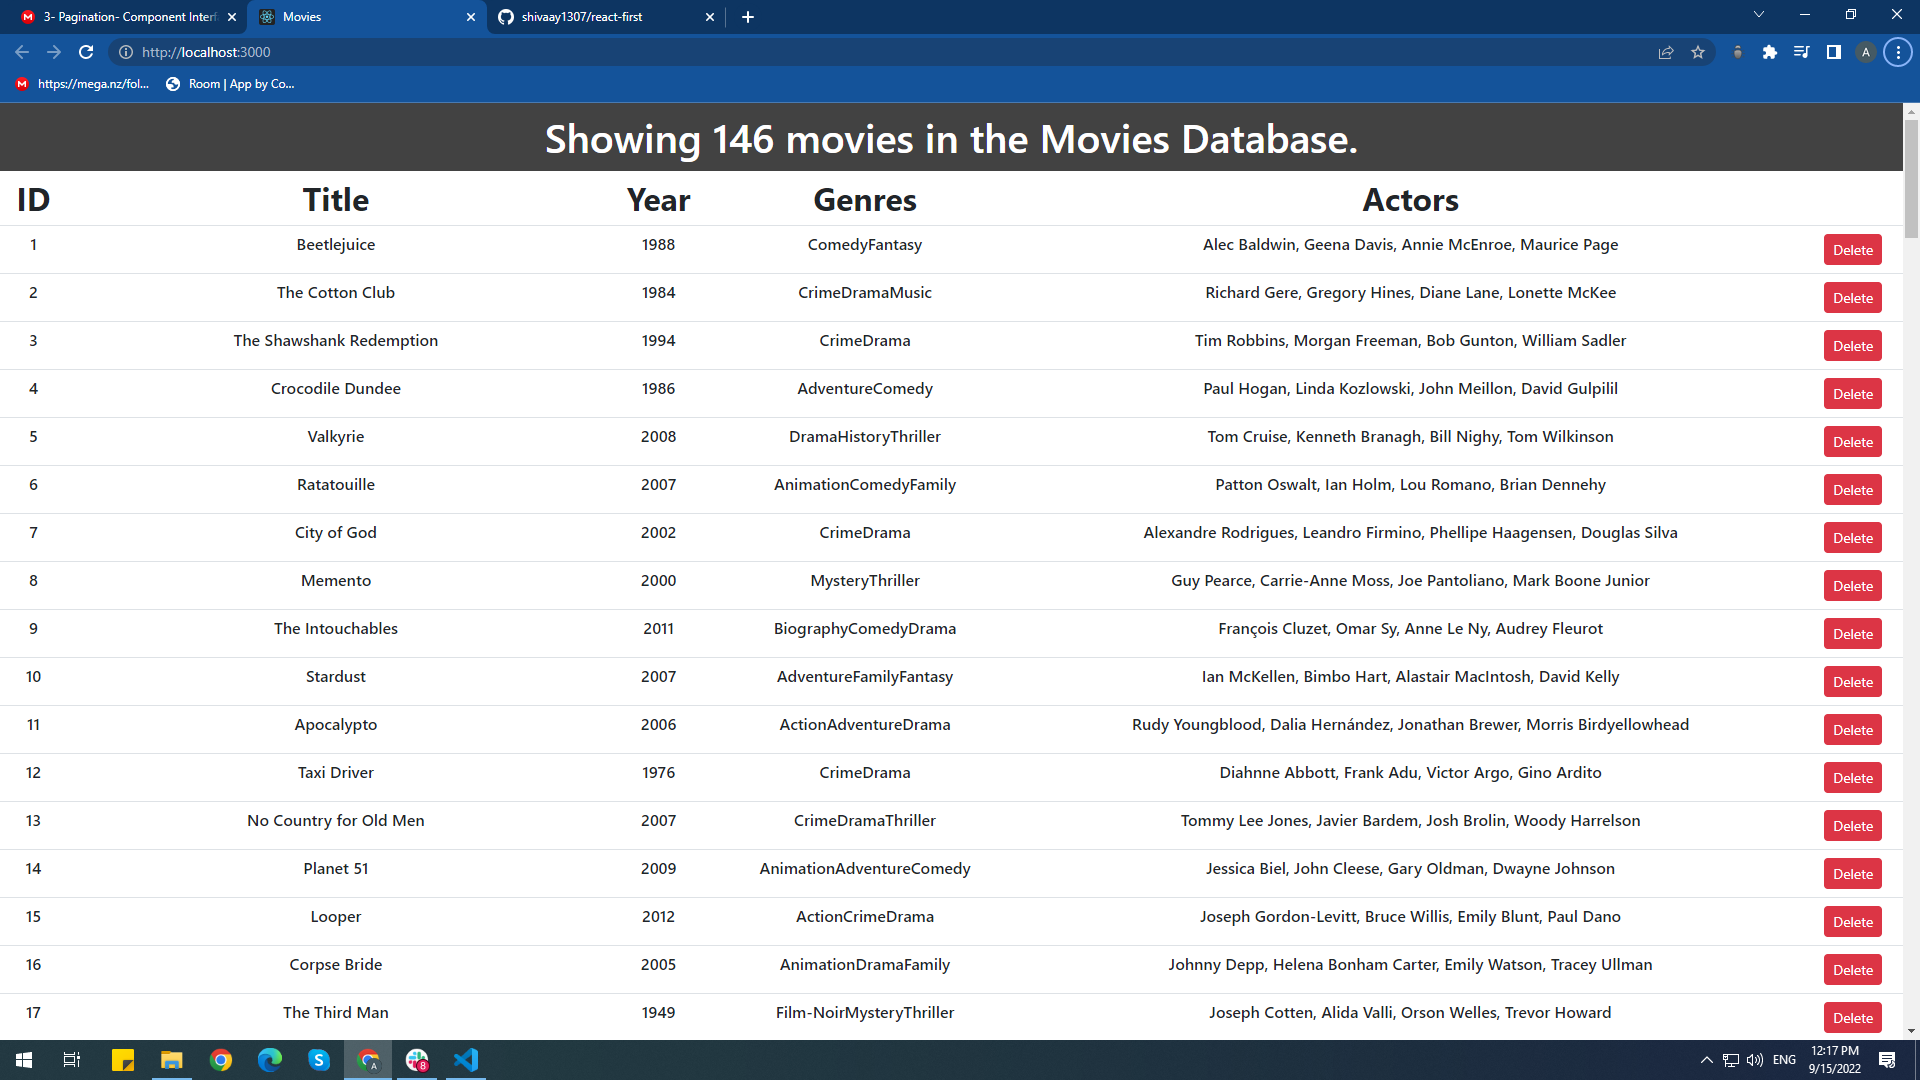 3- Pagination- Component Interf
Movies
shivaay1307/react-first
http://localhost:3000
A
https://mega.nz/fol...
Room | App by Co...
Showing 146 movies in the Movies Database.
ID Title Year Genres Actors
1 Beetlejuice 1988 ComedyFantasy Alec Baldwin, Geena Davis, Annie McEnroe, Maurice Page Delete
2 The Cotton Club 1984 CrimeDramaMusic Richard Gere, Gregory Hines, Diane Lane, Lonette McKee Delete
3 The Shawshank Redemption 1994 CrimeDrama Tim Robbins, Morgan Freeman, Bob Gunton, William Sadler Delete
4 Crocodile Dundee 1986 AdventureComedy Paul Hogan, Linda Kozlowski, John Meillon, David Gulpilil Delete
5 Valkyrie 2008 DramaHistoryThriller Tom Cruise, Kenneth Branagh, Bill Nighy, Tom Wilkinson Delete
6 Ratatouille 2007 AnimationComedyFamily Patton Oswalt, Ian Holm, Lou Romano, Brian Dennehy Delete
7 City of God 2002 CrimeDrama Alexandre Rodrigues, Leandro Firmino, Phellipe Haagensen, Douglas Silva Delete
8 Memento 2000 MysteryThriller Guy Pearce, Carrie-Anne Moss, Joe Pantoliano, Mark Boone Junior Delete
9 The Intouchables 2011 BiographyComedyDrama François Cluzet, Omar Sy, Anne Le Ny, Audrey Fleurot Delete
10 Stardust 2007 AdventureFamilyFantasy Ian McKellen, Bimbo Hart, Alastair MacIntosh, David Kelly Delete
11 Apocalypto 2006 ActionAdventureDrama Rudy Youngblood, Dalia Hernández, Jonathan Brewer, Morris Birdyellowhead Delete
12 Taxi Driver 1976 CrimeDrama Diahnne Abbott, Frank Adu, Victor Argo, Gino Ardito Delete
13 No Country for Old Men 2007 CrimeDramaThriller Tommy Lee Jones, Javier Bardem, Josh Brolin, Woody Harrelson Delete
14 Planet 51 2009 AnimationAdventureComedy Jessica Biel, John Cleese, Gary Oldman, Dwayne Johnson Delete
15 Looper 2012 ActionCrimeDrama Joseph Gordon-Levitt, Bruce Willis, Emily Blunt, Paul Dano Delete
16 Corpse Bride 2005 AnimationDramaFamily Johnny Depp, Helena Bonham Carter, Emily Watson, Tracey Ullman Delete
17 The Third Man 1949 Film-NoirMysteryThriller Joseph Cotten, Alida Valli, Orson Welles, Trevor Howard Delete
A
8
ENG
12:17 PM
9/15/2022